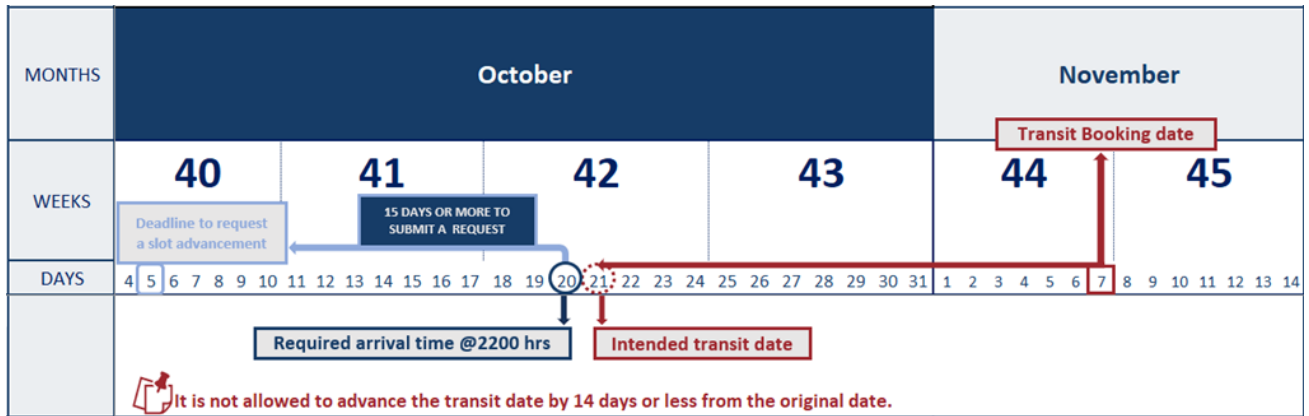 MONTHS
October
November
Transit Booking date
WEEKS
40
41
42
43
44
45
Deadline to request
a slot advancement
15 DAYS OR MORE TO
SUBMIT A REQUEST
DAYS
4 5 6 7 8 9 10 11 12 13 14 15 16 17 18 19 20 21 22 23 24 25 26 27 28 29 30 31 1 2 3 4 5 6 7 8 9 10 11 12 13 14
Required arrival time @2200 hrs
Intended transit date
It is not allowed to advance the transit date by 14 days or less from the original date.